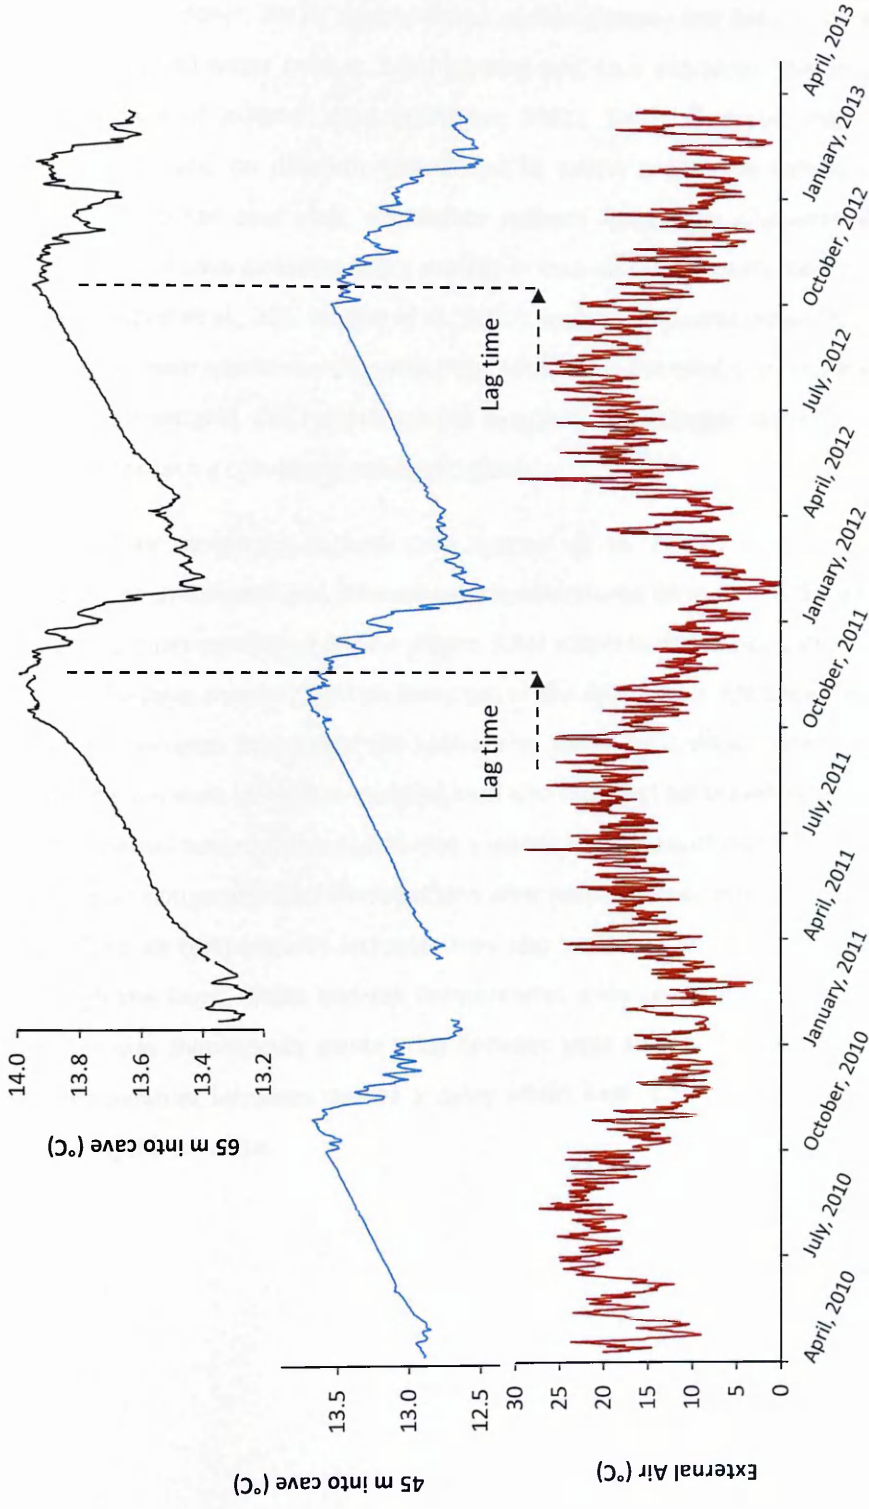 14.0
13.8
13.6
13.4
13.2
65 m into cave (°C)
13.5
13.0
12.5
45 m into cave (°C)
Lag time
Lag time
30
25
20
15
10
5
0
External Air (°C)
April, 2010
July, 2010
October, 2010
January, 2011
April, 2011
July, 2011
October, 2011
January, 2012
April, 2012
July, 2012
October, 2012
January, 2013
April, 2013